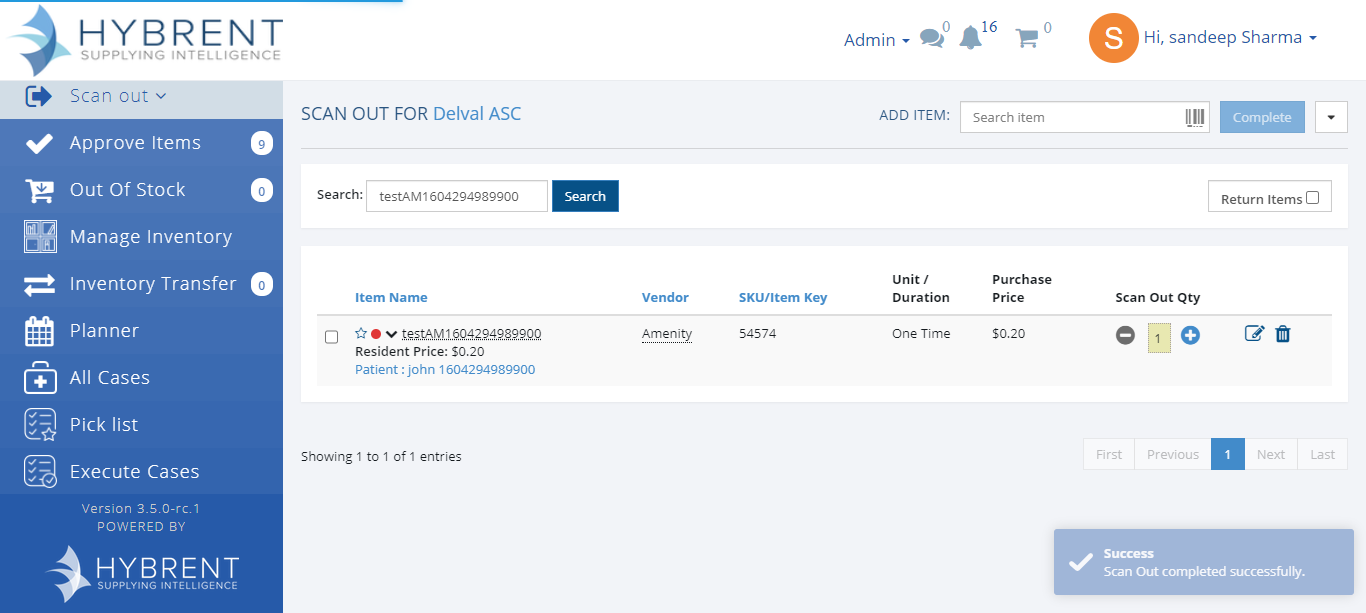 HYBRENT
SUPPLYING INTELLIGENCE
Admin
0
16
0
S
Hi, sandeep Sharma
Scan out
Approve Items 9
Out Of Stock 0
Manage Inventory
Inventory Transfer 0
Planner
All Cases
Pick list
Execute Cases
Version 3.5.0-rc.1
POWERED BY
HYBRENT
SUPPLYING INTELLIGENCE
SCAN OUT FOR Delval ASC
ADD ITEM: Search item
Complete
Search: testAM1604294989900 Search
Return Items
Item Name
Vendor
SKU/Item Key
Unit /
Duration
Purchase
Price
Scan Out Qty
testAM1604294989900 Amenity 54574 One Time $0.20 1
Resident Price: $0.20
Patient : john 1604294989900
Showing 1 to 1 of 1 entries
First Previous 1 Next Last
Success
Scan Out completed successfully.